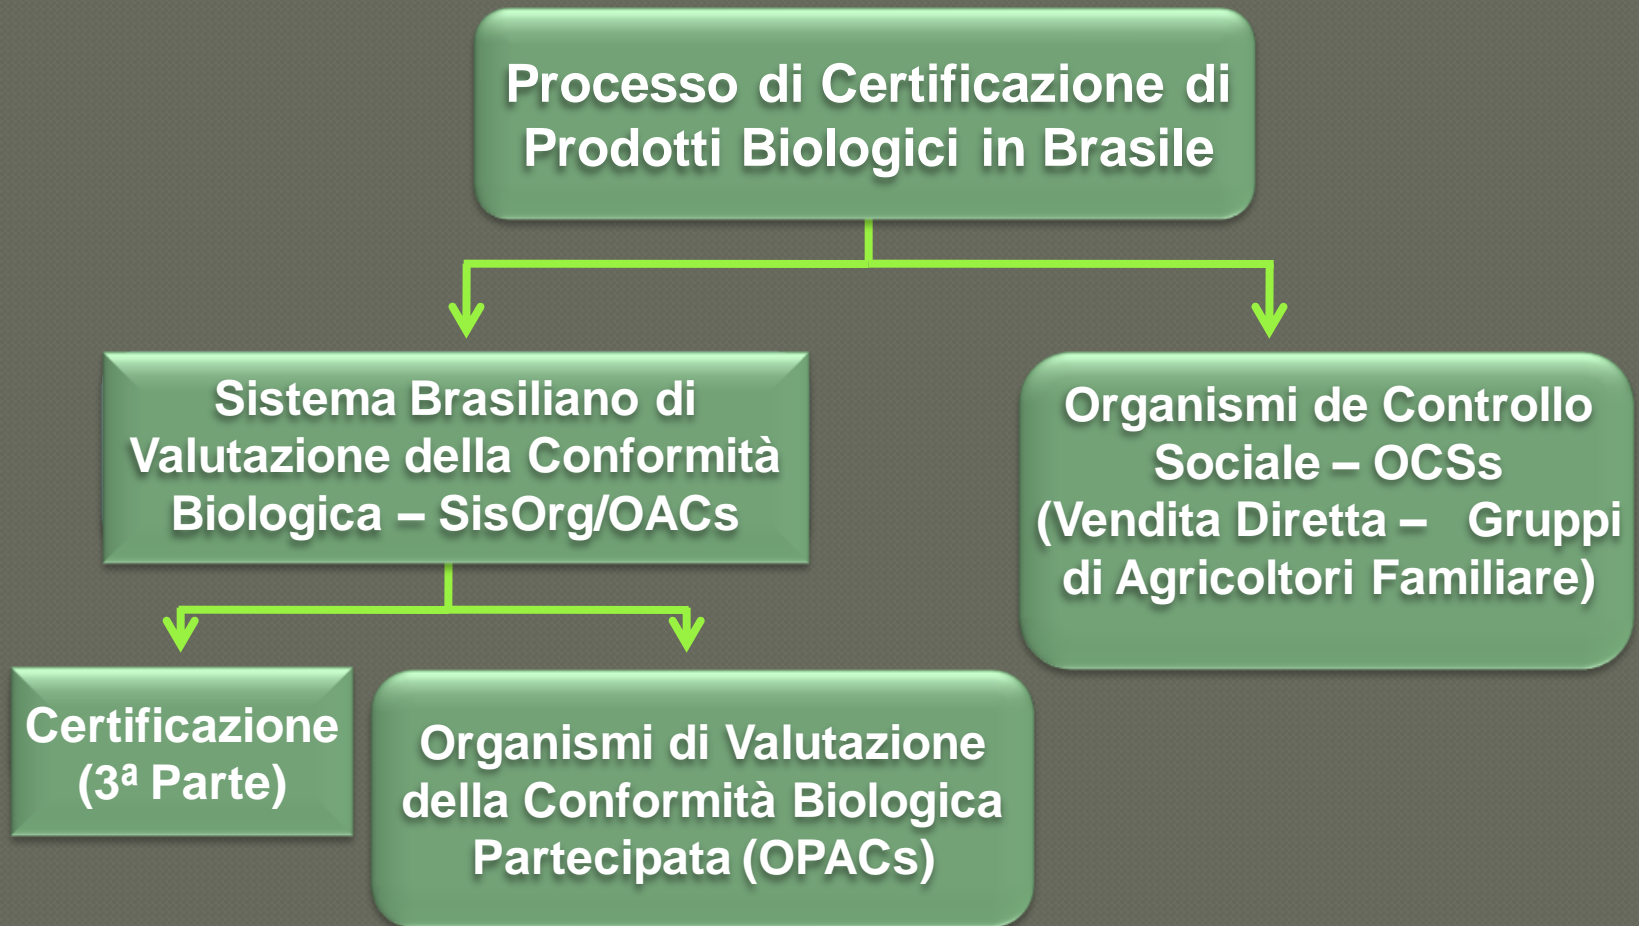 Processo di Certificazione di
Prodotti Biologici in Brasile
Sistema Brasiliano di
Valutazione della Conformità
Biologica – SisOrg/OACs
Organismi de Controllo
Sociale – OCSs
(Vendita Diretta – Gruppi
di Agricoltori Familiare)
Certificazione
(3ª Parte)
Organismi di Valutazione
della Conformità Biologica
Partecipata (OPACs)